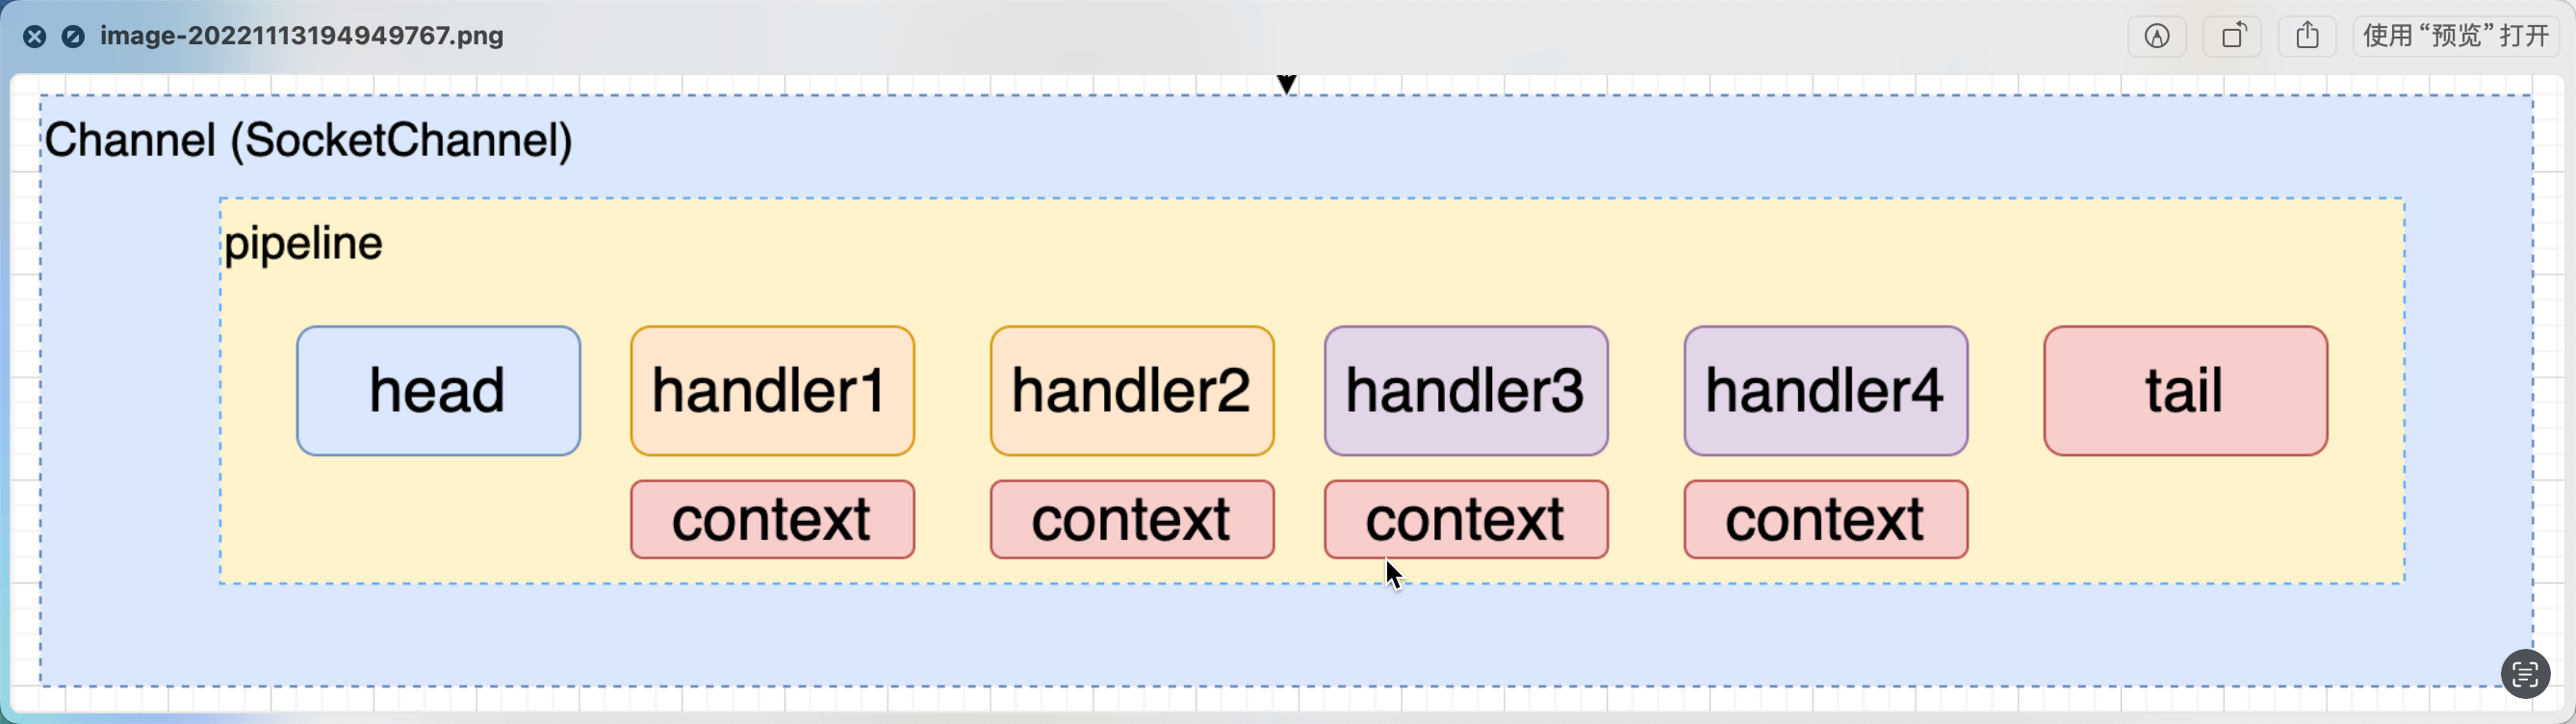 image-20221113194949767.png
使用“预览”打开
Channel (SocketChannel)
pipeline
head
handler1
handler2
handler3
handler4
tail
context
context
context
context